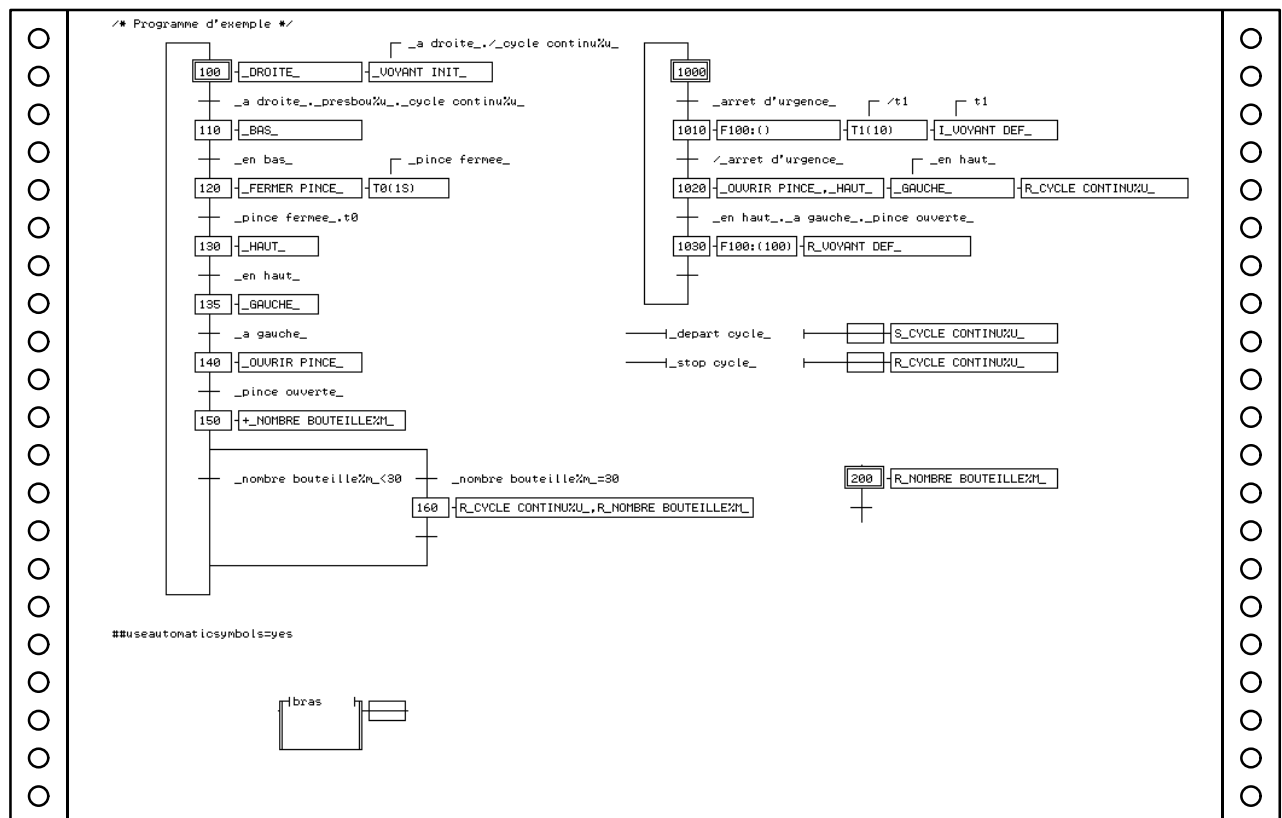 /* Programme d'exemple */
_a droite_./_cycle continu%u_
100 _DROITE_ _VOYANT INIT_
_a droite_._presbou%u_._cycle continu%u_
110 _BAS_
_en bas_ _pince fermee_
120 _FERMER PINCE_ T0(1S)
_pince fermee_.t0
130 _HAUT_
_en haut_
135 _GAUCHE_
_a gauche_
140 _OUVRIR PINCE_
_pince ouverte_
150 +_NOMBRE BOUTEILLE%M_
_nombre bouteille%m_<30 _nombre bouteille%m_=30
160 R_CYCLE CONTINU%U_,R_NOMBRE BOUTEILLE%M_
1000
_arret d'urgence_ /t1 t1
1010 F100:() T1(10) I_VOYANT DEF_
/_arret d'urgence_ _en haut_
1020 _OUVRIR PINCE_,_HAUT_ _GAUCHE_ R_CYCLE CONTINU%U_
_en haut_._a gauche_._pince ouverte_
1030 F100:(100) R_VOYANT DEF_
_depart cycle_ S_CYCLE CONTINU%U_
_stop cycle_ R_CYCLE CONTINU%U_
200 R_NOMBRE BOUTEILLE%M_
##useautomaticsymbols=yes
bras